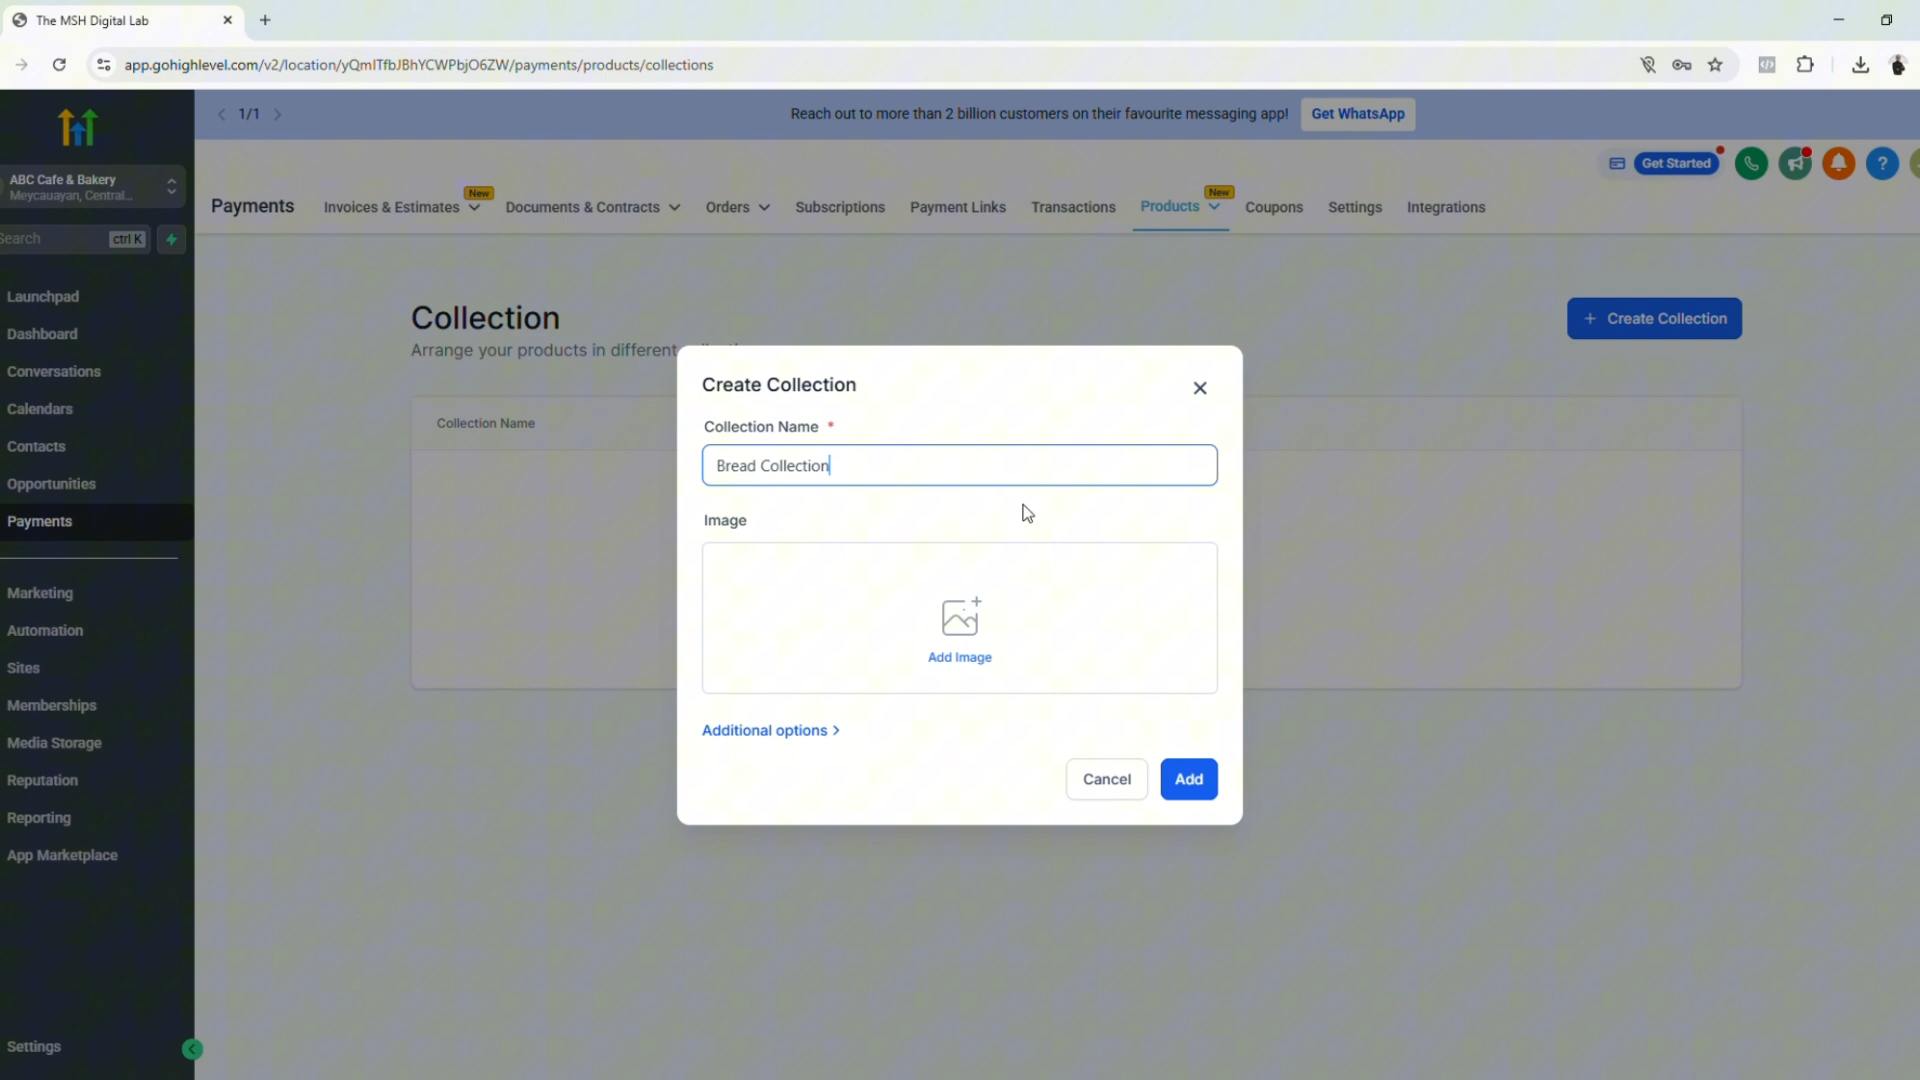 The MSH Digital Lab
app.gohighlevel.com/v2/location/yQmITfbJBhYCWPbjO6ZW/payments/products/collections
1/1
Reach out to more than 2 billion customers on their favourite messaging app!
Get WhatsApp
ABC Cafe & Bakery
Meycauayan, Central...
Search
ctrl K
Get Started
?
Payments
Invoices & Estimates
New
Documents & Contracts
Orders
Subscriptions
Payment Links
Transactions
Products
New
Coupons
Settings
Integrations
Launchpad
Dashboard
Conversations
Calendars
Contacts
Opportunities
Payments
Marketing
Automation
Sites
Memberships
Media Storage
Reputation
Reporting
App Marketplace
Settings
Collection
Arrange your products in different
+ Create Collection
Collection Name
Create Collection
Collection Name *
Bread Collection
Image
Add Image
Additional options >
Cancel
Add